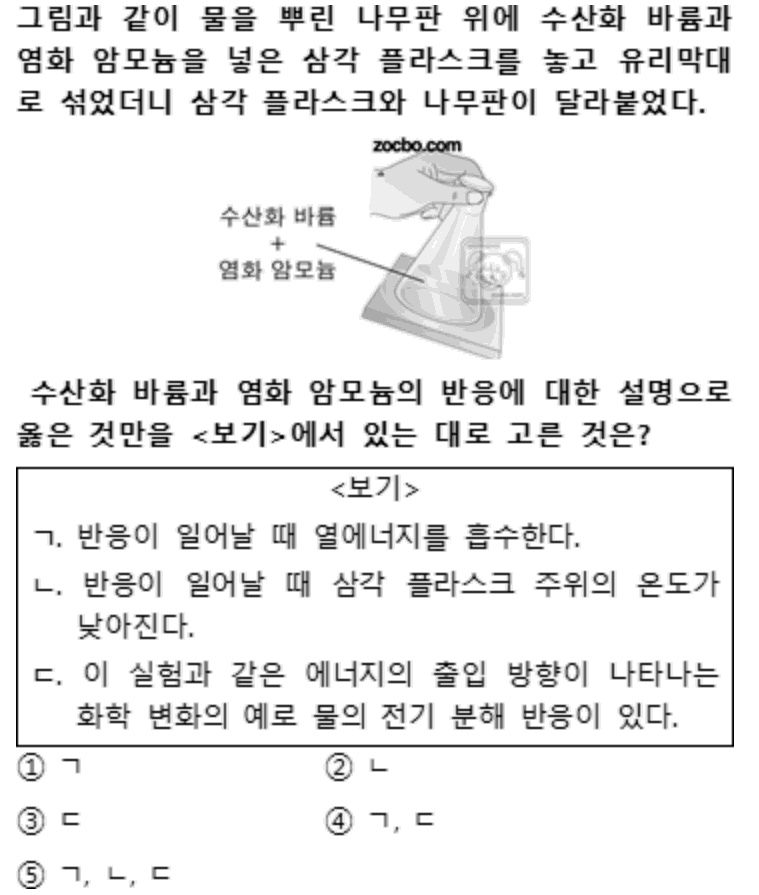 그림과 같이 물을 뿌린 나무판 위에 수산화 바륨과
염화 암모늄을 넣은 삼각 플라스크를 놓고 유리막대
로 섞었더니 삼각 플라스크와 나무판이 달라붙었다.
zocbo.com
수산화 바륨
+
염화 암모늄
수산화 바륨과 염화 암모늄의 반응에 대한 설명으로
옳은 것만을 <보기>에서 있는 대로 고른 것은?
<보기>
ㄱ. 반응이 일어날 때 열에너지를 흡수한다.
ㄴ. 반응이 일어날 때 삼각 플라스크 주위의 온도가
낮아진다.
ㄷ. 이 실험과 같은 에너지의 출입 방향이 나타나는
화학 변화의 예로 물의 전기 분해 반응이 있다.
① ㄱ ② ㄴ
③ ㄷ ④ ㄱ, ㄷ
⑤ ㄱ, ㄴ, ㄷ